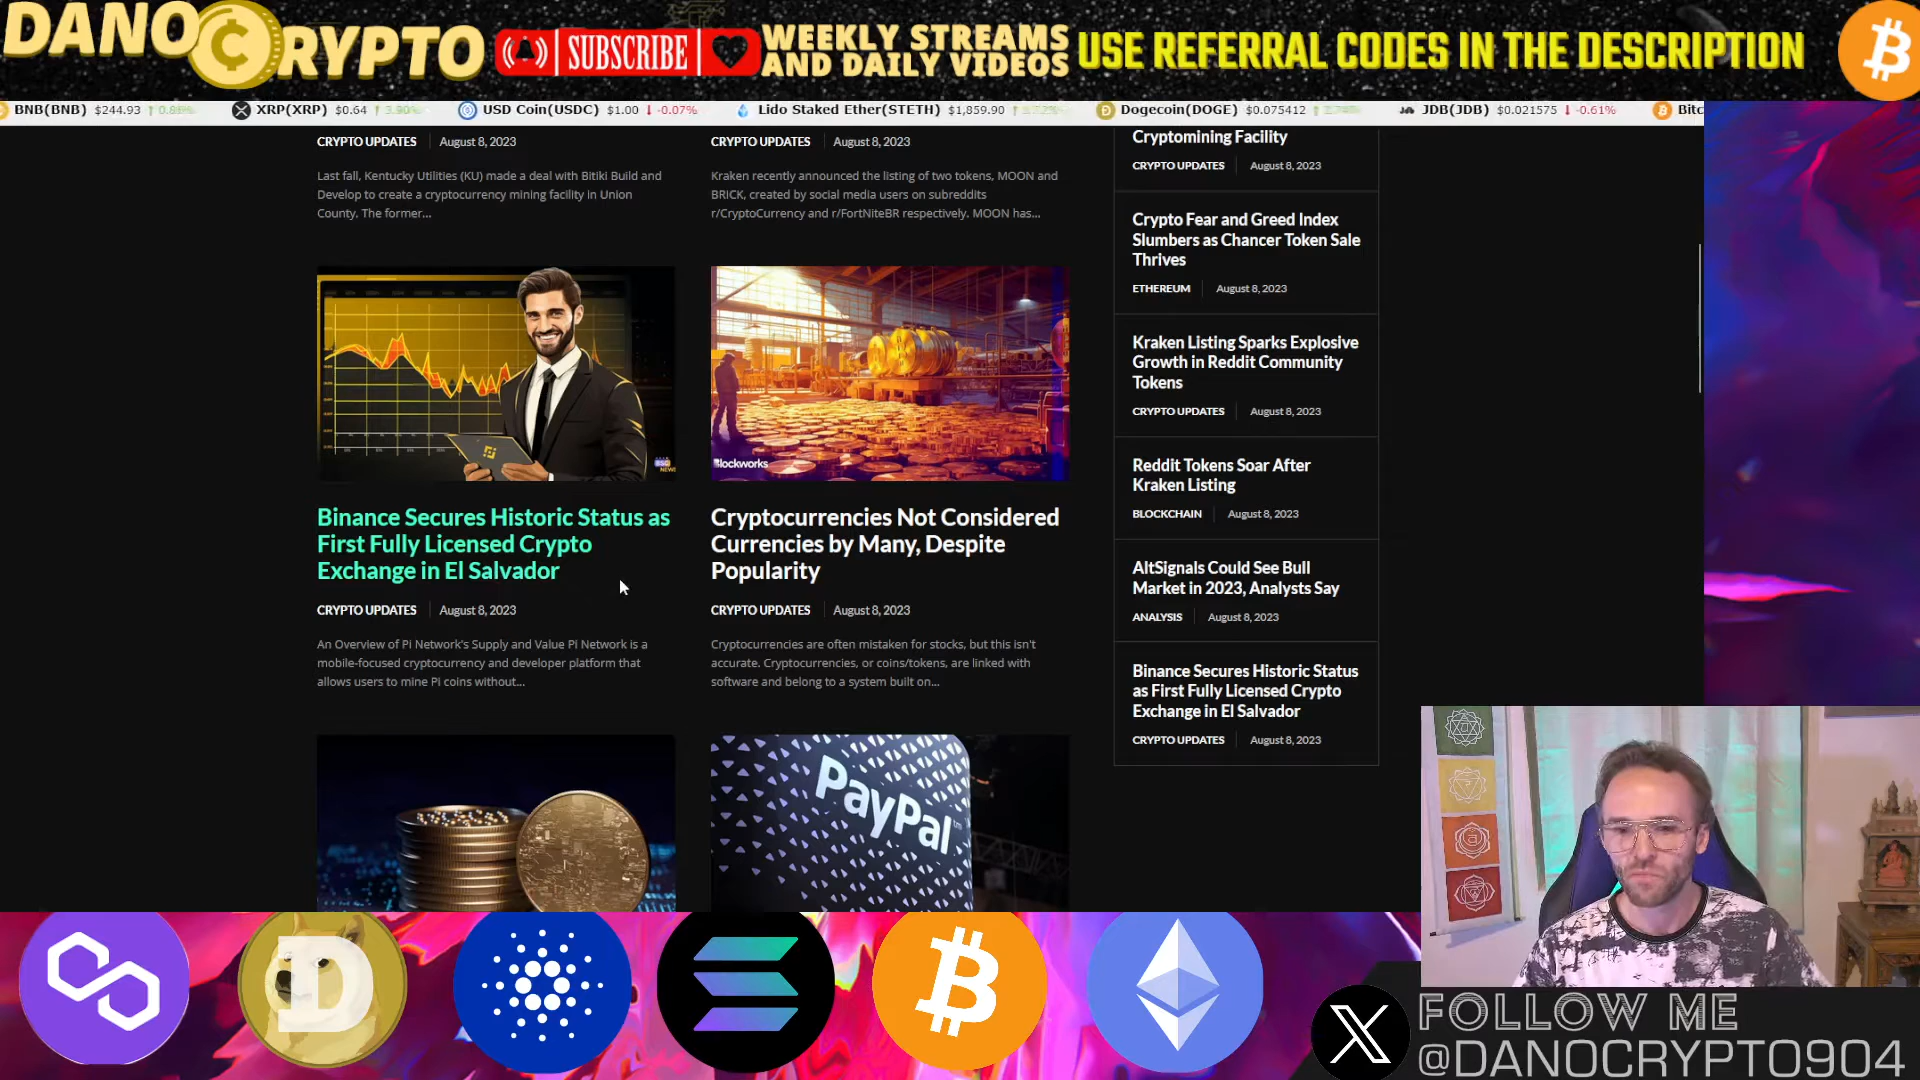 DANO CRYPTO
SUBSCRIBE
WEEKLY STREAMS
AND DAILY VIDEOS
USE REFERRAL CODES IN THE DESCRIPTION
BNB(BNB) $244.93 ↑
XRP(XRP) $0.64 ↑ 3.90%
USD Coin(USDC) $1.00 ↓ -0.07%
Lido Staked Ether(STETH) $1,859.90 ↑
Dogecoin(DOGE) $0.075412 ↑
JDB(JDB) $0.021575 ↓ -0.61%
Bitc
CRYPTO UPDATES August 8, 2023
Last fall, Kentucky Utilities (KU) made a deal with Bitiki Build and
Develop to create a cryptocurrency mining facility in Union
County. The former...
CRYPTO UPDATES August 8, 2023
Kraken recently announced the listing of two tokens, MOON and
BRICK, created by social media users on subreddits
r/CryptoCurrency and r/FortNiteBR respectively. MOON has...
BSC NEWS
Binance Secures Historic Status as
First Fully Licensed Crypto
Exchange in El Salvador
CRYPTO UPDATES August 8, 2023
An Overview of Pi Network's Supply and Value Pi Network is a
mobile-focused cryptocurrency and developer platform that
allows users to mine Pi coins without...
Blockworks
Cryptocurrencies Not Considered
Currencies by Many, Despite
Popularity
CRYPTO UPDATES August 8, 2023
Cryptocurrencies are often mistaken for stocks, but this isn't
accurate. Cryptocurrencies, or coins/tokens, are linked with
software and belong to a system built on...
PayPal
Cryptomining Facility
CRYPTO UPDATES August 8, 2023
Crypto Fear and Greed Index
Slumbers as Chancer Token Sale
Thrives
ETHEREUM August 8, 2023
Kraken Listing Sparks Explosive
Growth in Reddit Community
Tokens
CRYPTO UPDATES August 8, 2023
Reddit Tokens Soar After
Kraken Listing
BLOCKCHAIN August 8, 2023
AltSignals Could See Bull
Market in 2023, Analysts Say
ANALYSIS August 8, 2023
Binance Secures Historic Status
as First Fully Licensed Crypto
Exchange in El Salvador
CRYPTO UPDATES August 8, 2023
FOLLOW ME
@DANOCRYPTO904